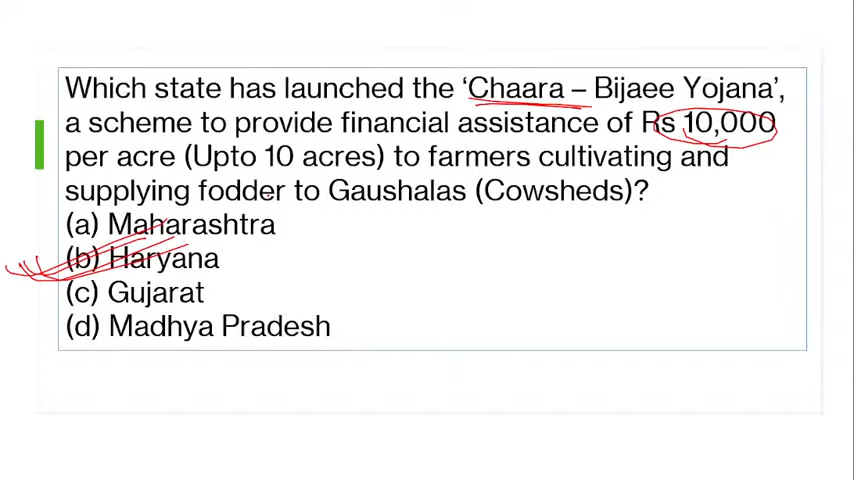 Which state has launched the ‘Chaara – Bijaee Yojana’,
a scheme to provide financial assistance of Rs 10,000
per acre (Upto 10 acres) to farmers cultivating and
supplying fodder to Gaushalas (Cowsheds)?
(a) Maharashtra
(b) Haryana
(c) Gujarat
(d) Madhya Pradesh